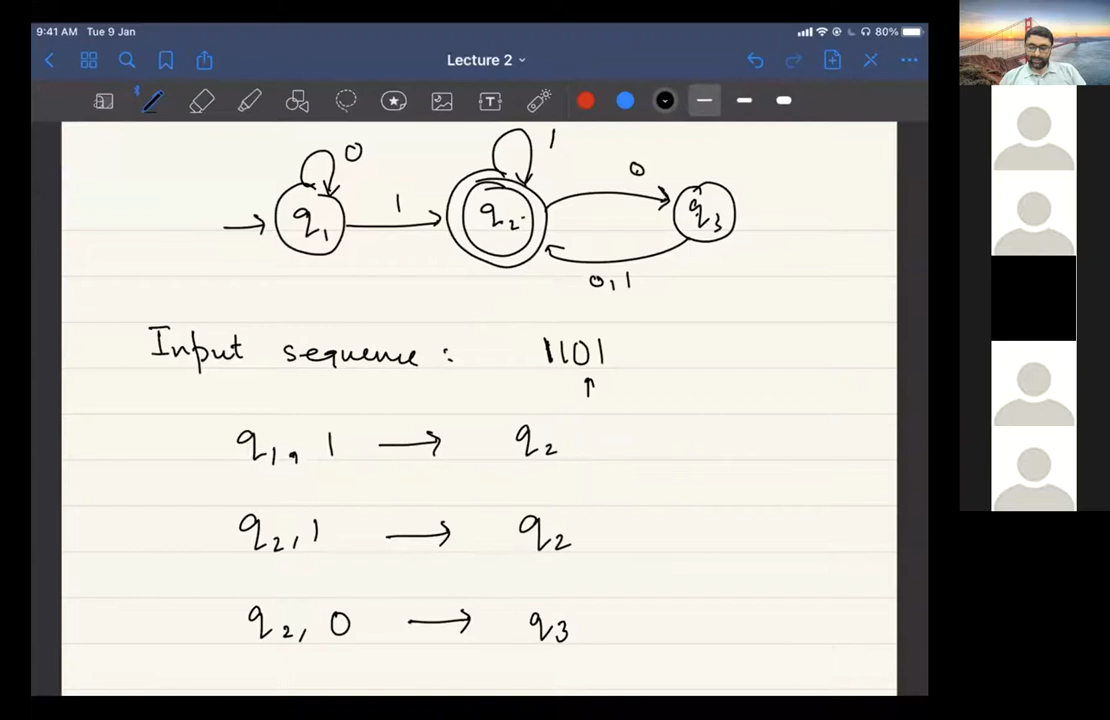 9:41 AM Tue 9 Jan 80%
Lecture 2
0 1 0
1
q1 q2 q3
0,1
Input sequence : 1101
↑
q1, 1 → q2
q2, 1 → q2
q2, 0 → q3